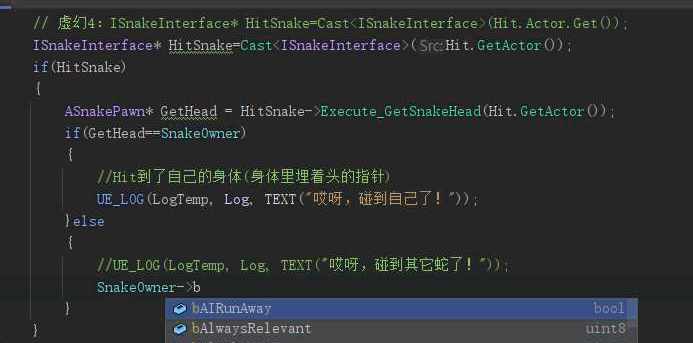 // 虚幻4：ISnakeInterface* HitSnake=Cast<ISnakeInterface>(Hit.Actor.Get());
ISnakeInterface* HitSnake=Cast<ISnakeInterface>(Src:Hit.GetActor());
if(HitSnake)
{
ASnakePawn* GetHead = HitSnake->Execute_GetSnakeHead(Hit.GetActor());
if(GetHead==SnakeOwner)
{
//Hit到了自己的身体(身体里埋着头的指针)
UE_LOG(LogTemp, Log, TEXT("哎呀，碰到自己了！"));
}else
{
//UE_LOG(LogTemp, Log, TEXT("哎呀，碰到其它蛇了！"));
SnakeOwner->b
}
bAIRunAway bool
bAlwaysRelevant uint8
}